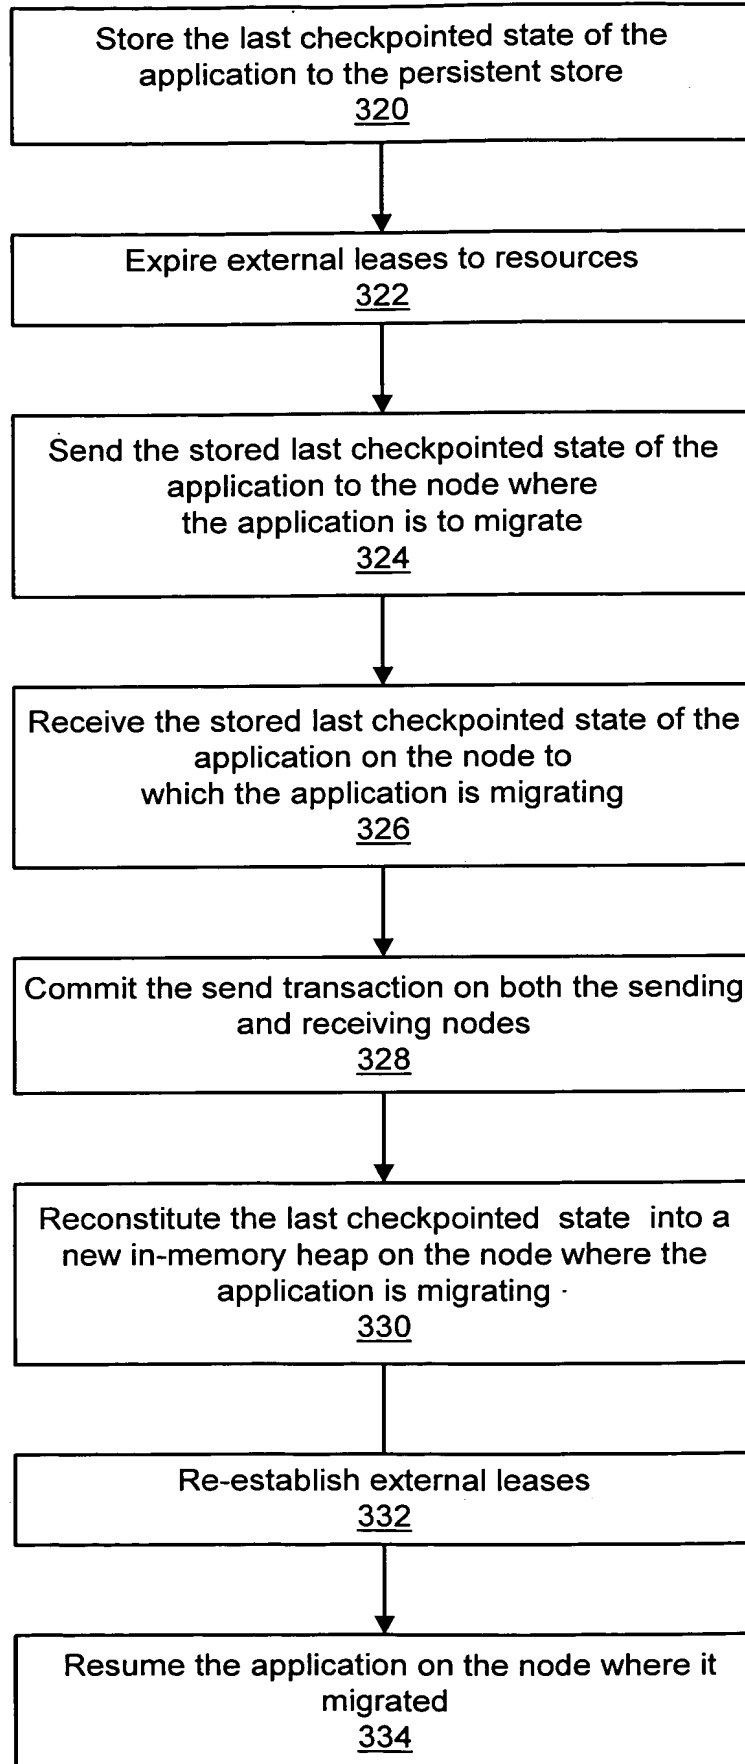 Store the last checkpointed state of the
application to the persistent store
320
Expire external leases to resources
322
Send the stored last checkpointed state of the
application to the node where
the application is to migrate
324
Receive the stored last checkpointed state of the
application on the node to
which the application is migrating
326
Commit the send transaction on both the sending
and receiving nodes
328
Reconstitute the last checkpointed state into a
new in-memory heap on the node where the
application is migrating
330
Re-establish external leases
332
Resume the application on the node where it
migrated
334